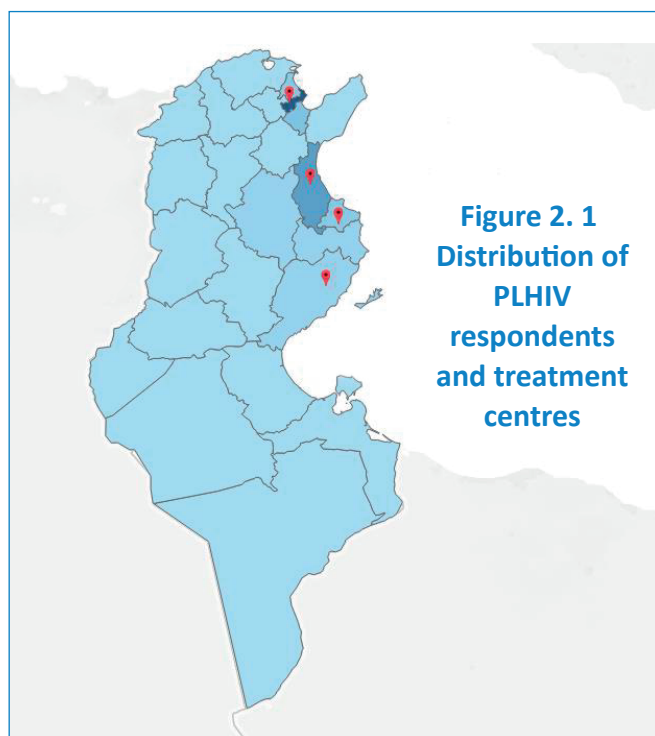 Figure 2. 1
Distribution of
PLHIV
respondents
and treatment
centres